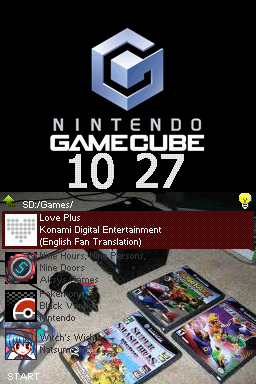 NINTENDO
GAMECUBE
10 27
SD:/Games/
Love Plus
Konami Digital Entertainment
(English Fan Translation)
Nine Hours, Nine Persons,
Nine Doors
Aksys Games
Pokemon
Black Version
Nintendo
Witch's Wish
Natsume
START